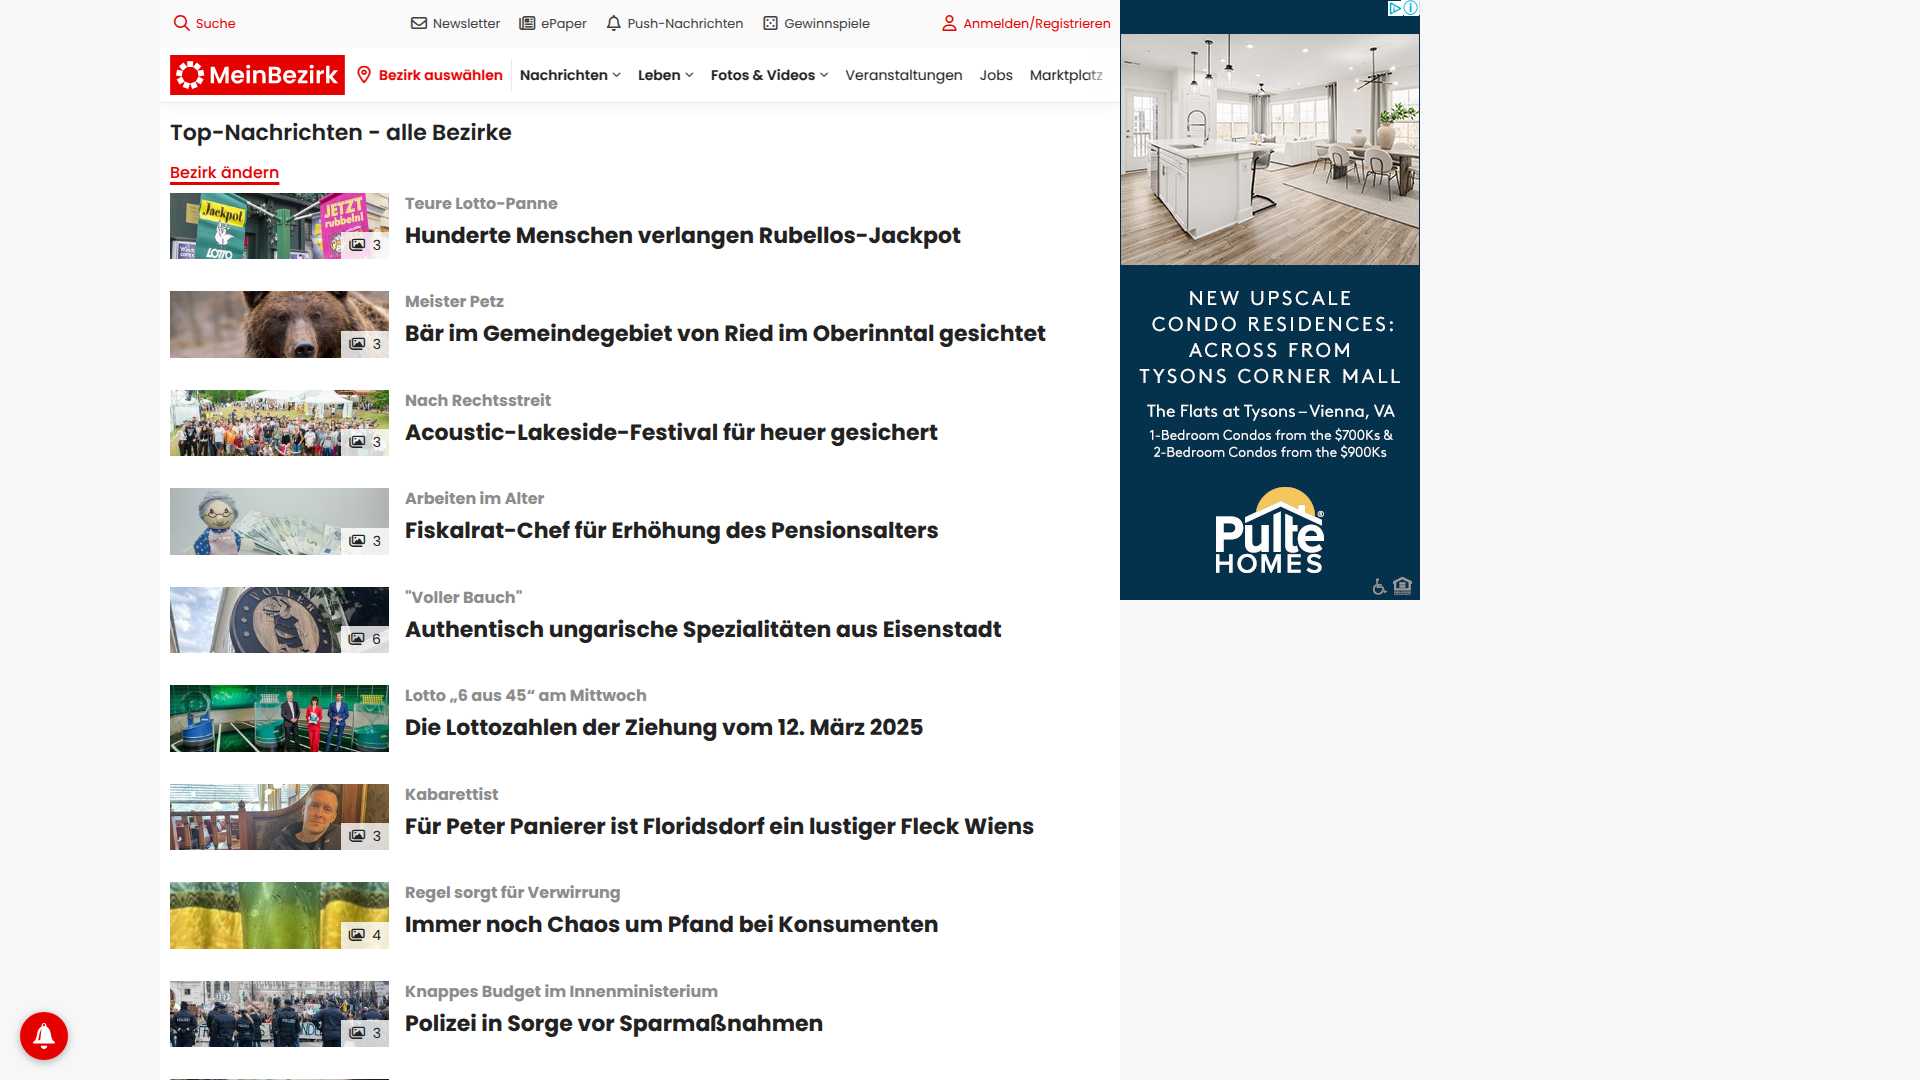 Suche
Newsletter
ePaper
Push-Nachrichten
Gewinnspiele
Anmelden/Registrieren
MeinBezirk
Bezirk auswählen
Nachrichten
Leben
Fotos & Videos
Veranstaltungen
Jobs
Marktplatz
Top-Nachrichten - alle Bezirke
Bezirk ändern
Jackpot
LOTTO
JETZT
rubbeln!
3
Teure Lotto-Panne
Hunderte Menschen verlangen Rubellos-Jackpot
3
Meister Petz
Bär im Gemeindegebiet von Ried im Oberinntal gesichtet
3
Nach Rechtsstreit
Acoustic-Lakeside-Festival für heuer gesichert
3
Arbeiten im Alter
Fiskalrat-Chef für Erhöhung des Pensionsalters
VOLLER
6
"Voller Bauch"
Authentisch ungarische Spezialitäten aus Eisenstadt
Lotto „6 aus 45“ am Mittwoch
Die Lottozahlen der Ziehung vom 12. März 2025
3
Kabarettist
Für Peter Panierer ist Floridsdorf ein lustiger Fleck Wiens
4
Regel sorgt für Verwirrung
Immer noch Chaos um Pfand bei Konsumenten
3
Knappes Budget im Innenministerium
Polizei in Sorge vor Sparmaßnahmen
NEW UPSCALE
CONDO RESIDENCES:
ACROSS FROM
TYSONS CORNER MALL
The Flats at Tysons – Vienna, VA
1-Bedroom Condos from the $700Ks &
2-Bedroom Condos from the $900Ks
Pulte®
HOMES